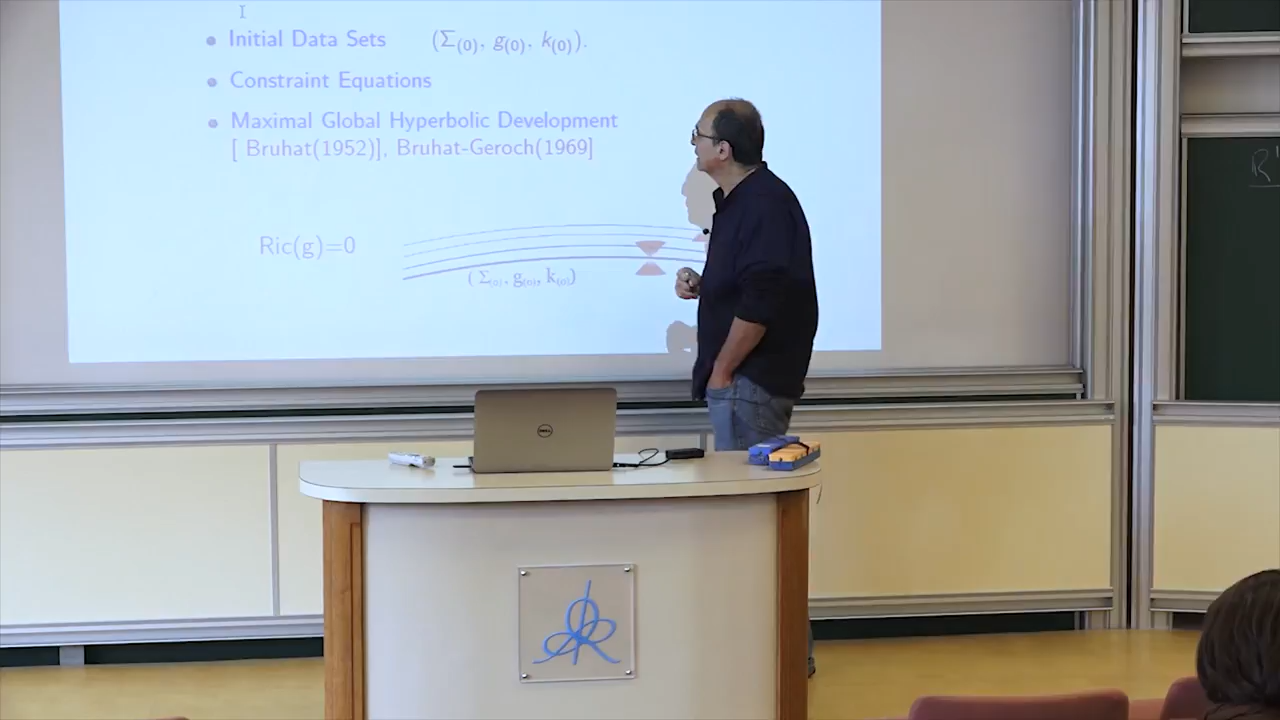 Initial Data Sets (Σ(0), g(0), k(0)).
Constraint Equations
Maximal Global Hyperbolic Development
[ Bruhat(1952)], Bruhat-Geroch(1969]
Ric(g)=0
( Σ(0), g(0), k(0))
DELL